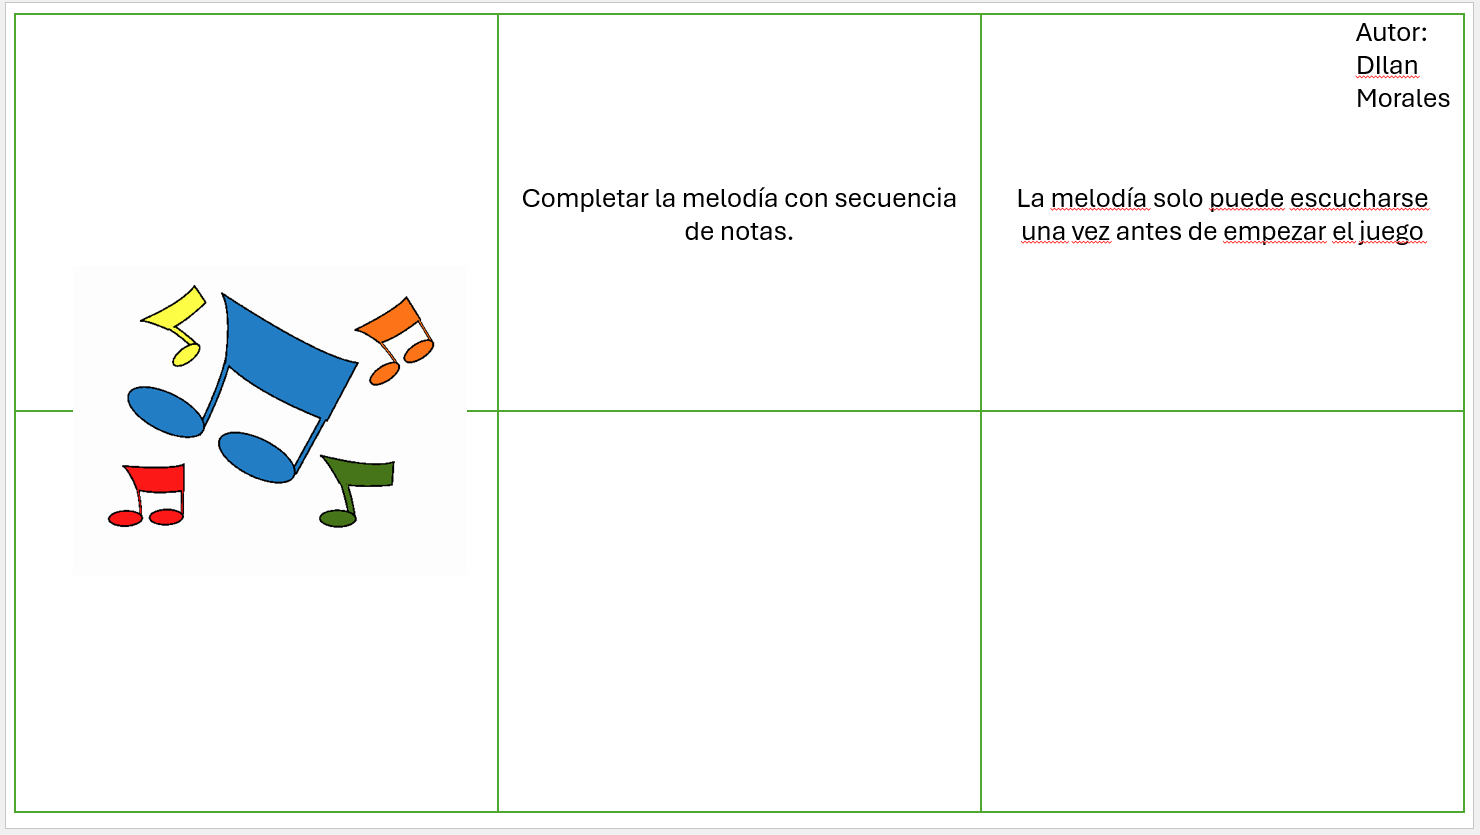 Autor:
DIlan
Morales
Completar la melodía con secuencia
de notas.
La melodía solo puede escucharse
una vez antes de empezar el juego